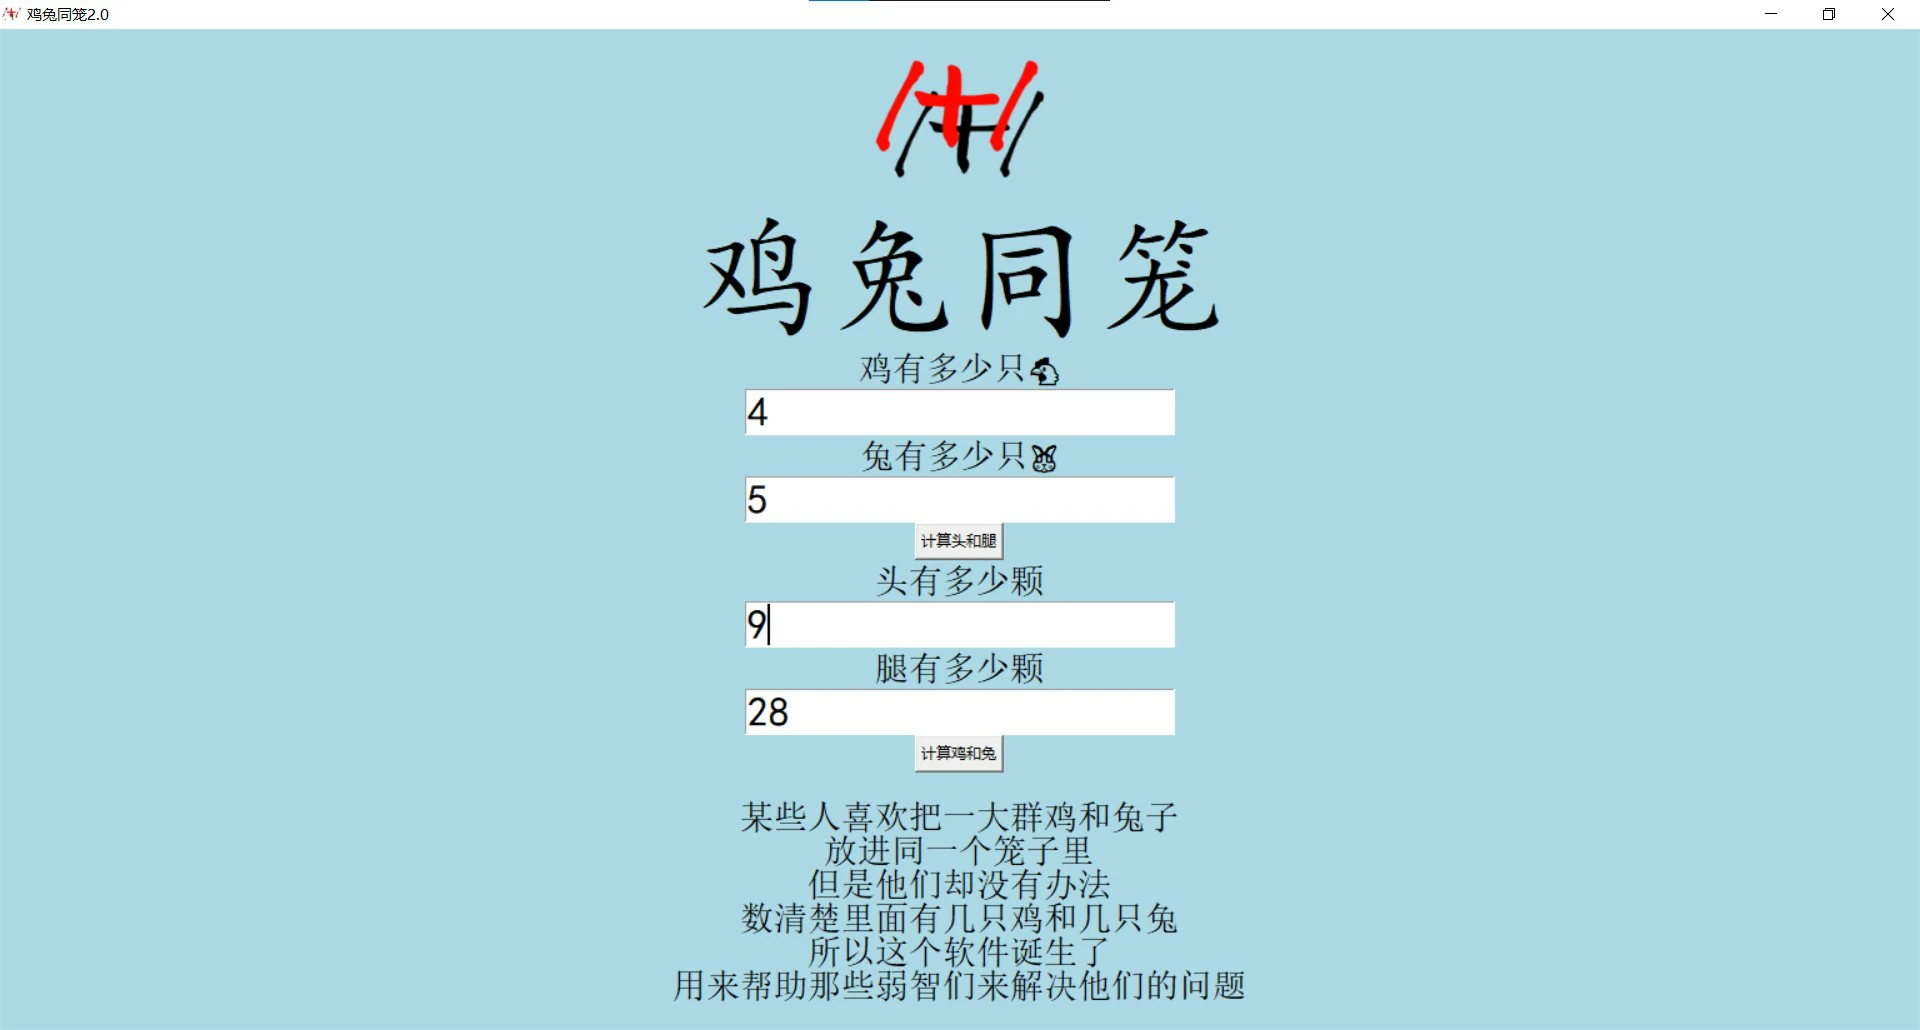 鸡兔同笼2.0
鸡兔同笼
鸡有多少只🐔
4
兔有多少只🐰
5
计算头和腿
头有多少颗
9
腿有多少颗
28
计算鸡和兔
某些人喜欢把一大群鸡和兔子
放进同一个笼子里
但是他们却没有办法
数清楚里面有几只鸡和几只兔
所以这个软件诞生了
用来帮助那些弱智们来解决他们的问题